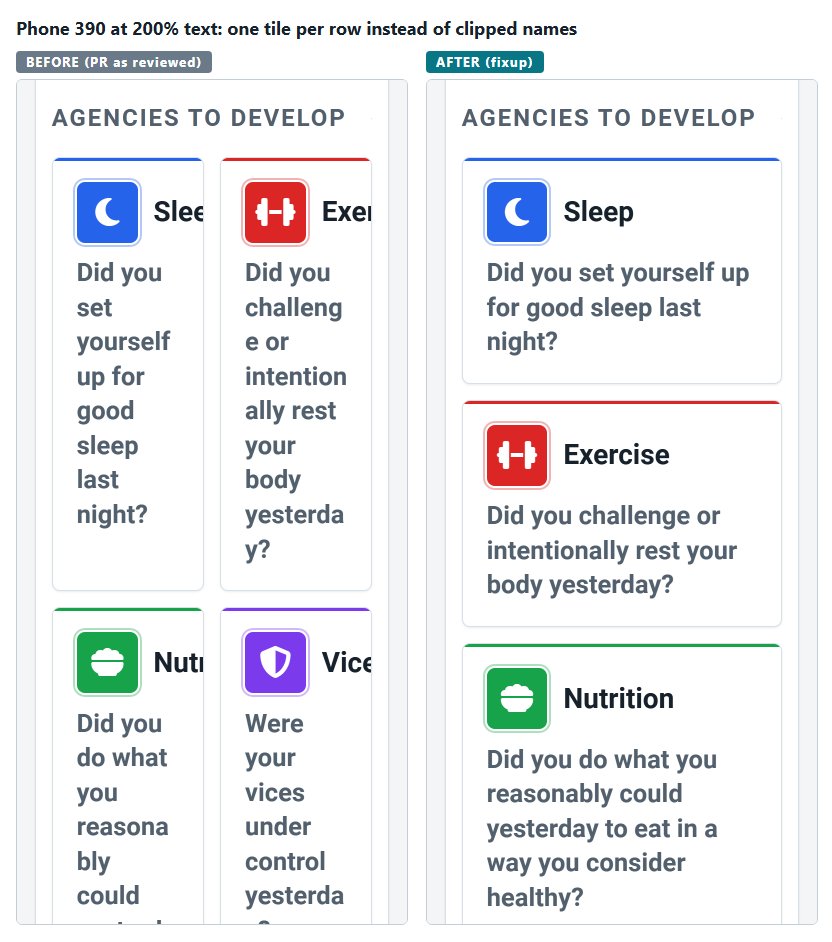 Phone 390 at 200% text: one tile per row instead of clipped names
BEFORE (PR as reviewed)
AGENCIES TO DEVELOP
Slee
Did you
set
yourself
up for
good
sleep
last
night?
Exer
Did you
challeng
e or
intention
ally rest
your
body
yesterda
y?
Nutr
Did you
do what
you
reasona
bly
could
Vice
Were
your
vices
under
control
yesterda
AFTER (fixup)
AGENCIES TO DEVELOP
Sleep
Did you set yourself up
for good sleep last
night?
Exercise
Did you challenge or
intentionally rest your
body yesterday?
Nutrition
Did you do what you
reasonably could
yesterday to eat in a
way you consider
healthy?